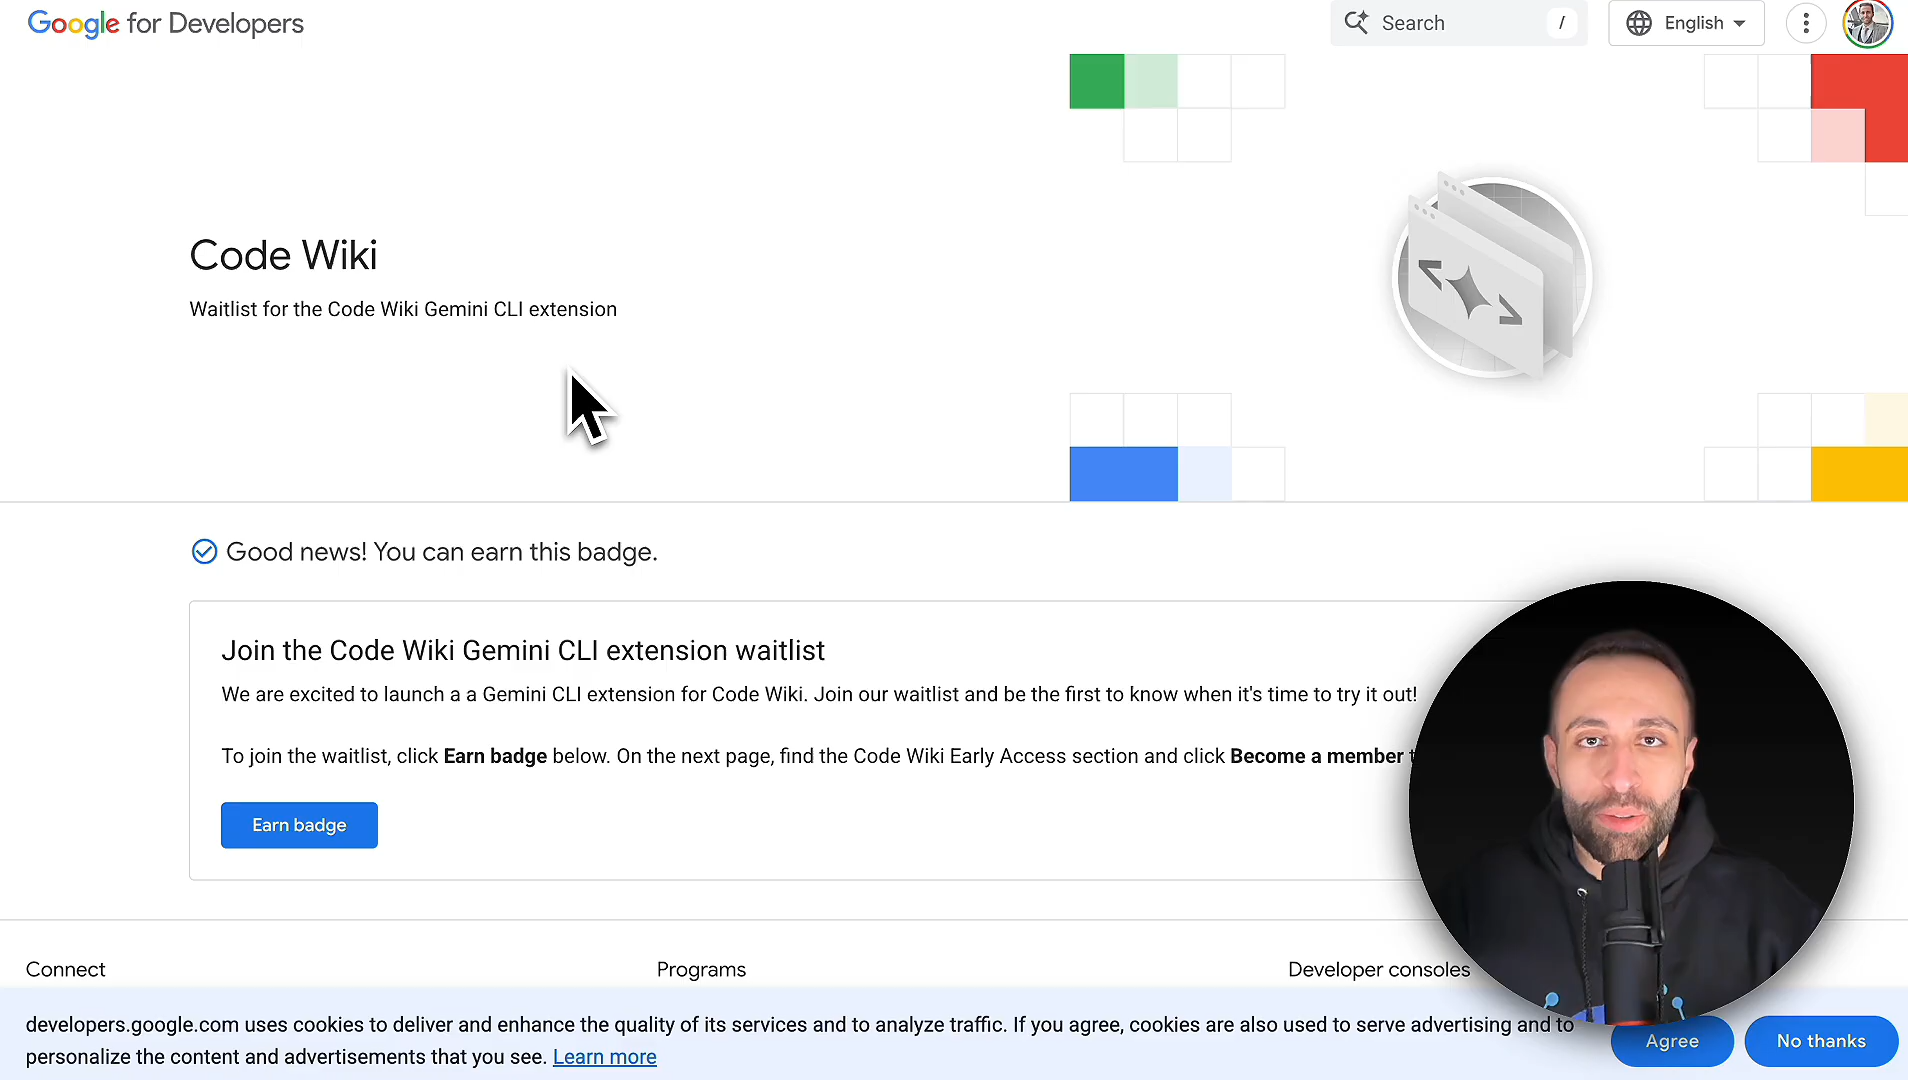 Google for Developers
Search
/
English
Code Wiki
Waitlist for the Code Wiki Gemini CLI extension
Good news! You can earn this badge.
Join the Code Wiki Gemini CLI extension waitlist
We are excited to launch a a Gemini CLI extension for Code Wiki. Join our waitlist and be the first to know when it's time to try it out!
To join the waitlist, click Earn badge below. On the next page, find the Code Wiki Early Access section and click Become a member
Earn badge
Connect
Programs
Developer consoles
developers.google.com uses cookies to deliver and enhance the quality of its services and to analyze traffic. If you agree, cookies are also used to serve advertising and to
personalize the content and advertisements that you see. Learn more
Agree
No thanks